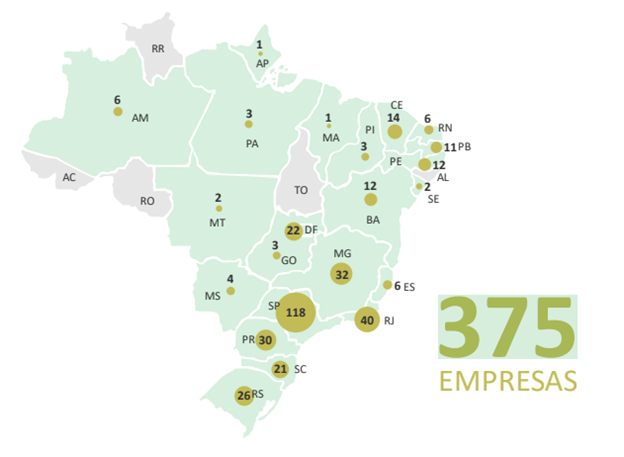 RR
1
AP
6
AM
3
PA
1
MA
PI
3
CE
14
6
RN
11 PB
PE
12
AL
2
SE
AC
RO
TO
2
MT
12
BA
22 DF
3
GO
MG
32
4
MS
6 ES
SP
118
40 RJ
PR 30
21 SC
26 RS
375
EMPRESAS